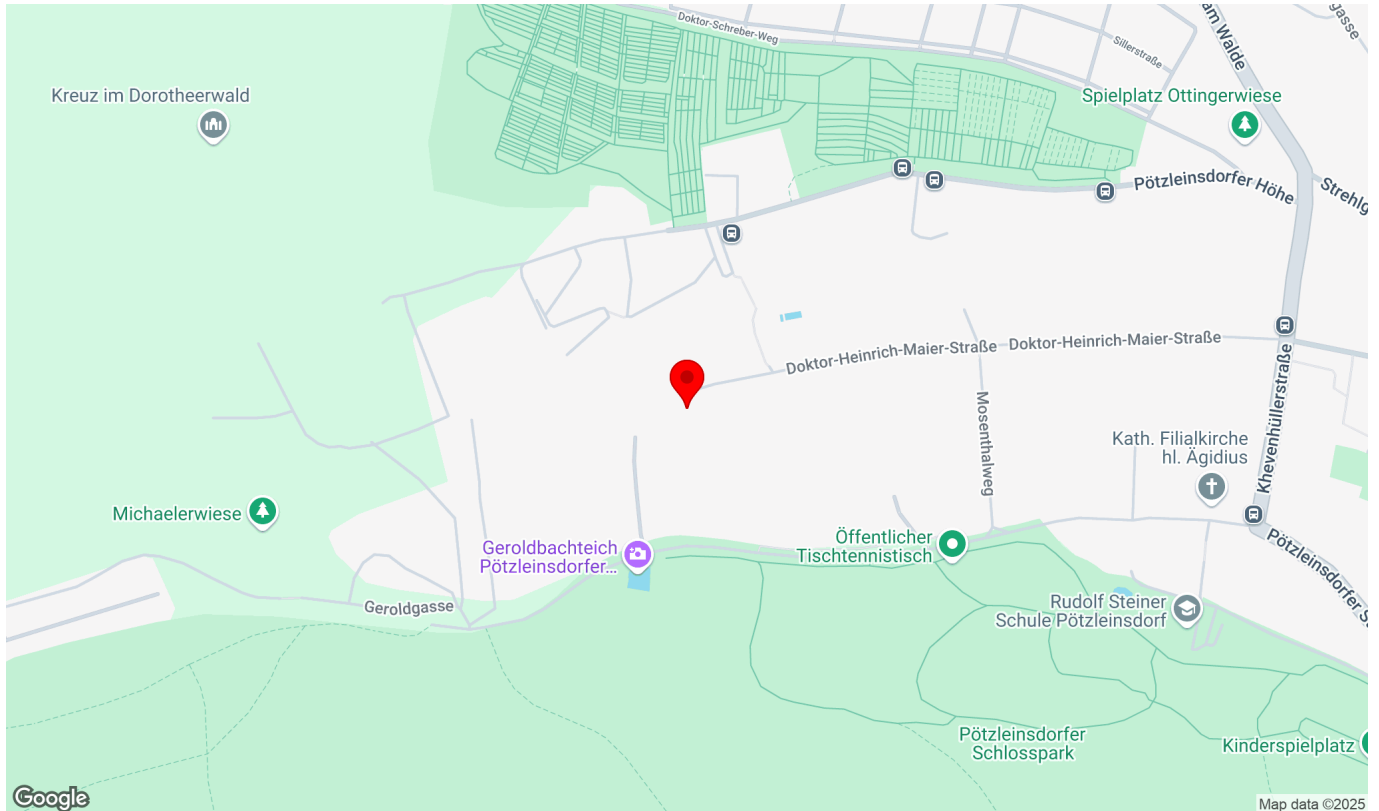 Doktor-Schreber-Weg
Sillerstraße
am Walde
Kreuz im Dorotheerwald
Spielplatz Ottingerwiese
Pötzleinsdorfer Höhe
Doktor-Heinrich-Maier-Straße
Doktor-Heinrich-Maier-Straße
Mosenthalweg
Khevenhüllerstraße
Kath. Filialkirche
hl. Ägidius
Michaelerwiese
Geroldbachteich
Pötzleinsdorfer...
Öffentlicher
Tischtennistisch
Pötzleinsdorfer
Geroldgasse
Rudolf Steiner
Schule Pötzleinsdorf
Pötzleinsdorfer
Schlosspark
Kinderspielplatz
Google
Map data ©2025